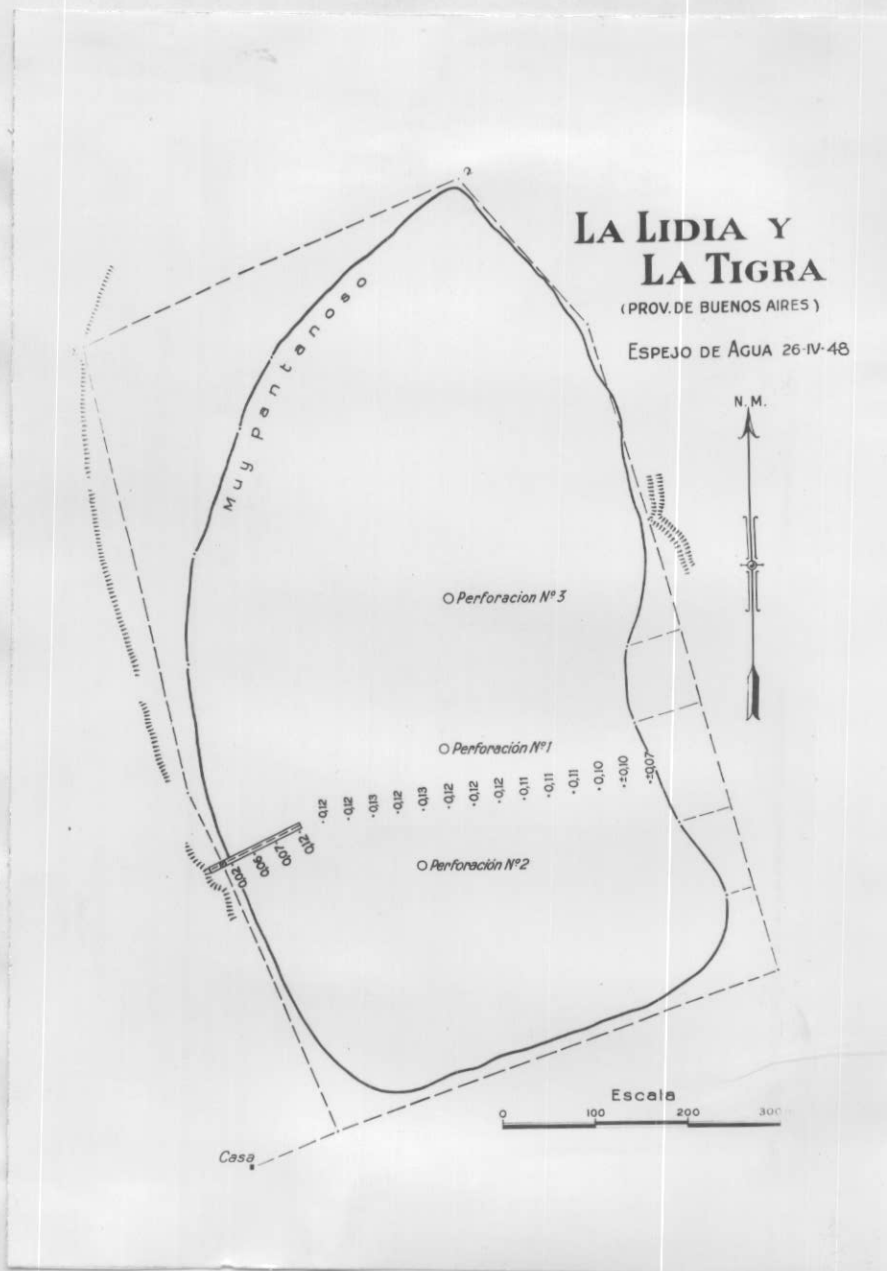 LA LIDIA Y
LA TIGRA
(PROV. DE BUENOS AIRES)
ESPEJO DE AGUA 26-IV-48
N. M.
Muy pantanoso
Perforacion Nº 3
Perforación Nº 1
0,02
0,06
0,07
0,12
0,12
0,12
0,13
0,12
0,13
0,12
0,12
0,12
0,11
0,11
0,11
0,10
±0,10
±0,07
Perforación Nº 2
Escala
0 100 200 300
Casa